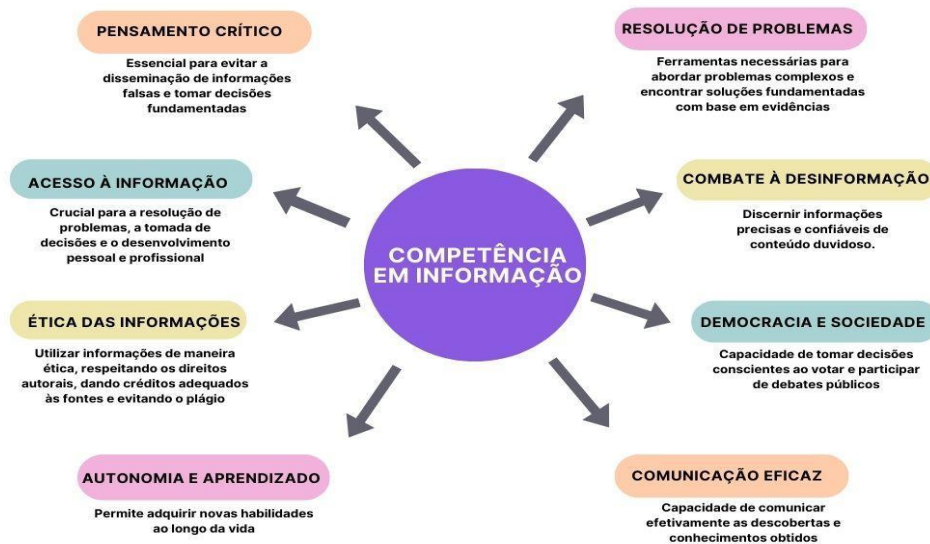 PENSAMENTO CRÍTICO
Essencial para evitar a
disseminação de informações
falsas e tomar decisões
fundamentadas
RESOLUÇÃO DE PROBLEMAS
Ferramentas necessárias para
abordar problemas complexos e
encontrar soluções fundamentadas
com base em evidências
ACESSO À INFORMAÇÃO
Crucial para a resolução de
problemas, a tomada de
decisões e o desenvolvimento
pessoal e profissional
COMBATE À DESINFORMAÇÃO
Discernir informações
precisas e confiáveis de
conteúdo duvidoso.
COMPETÊNCIA
EM INFORMAÇÃO
ÉTICA DAS INFORMAÇÕES
Utilizar informações de maneira
ética, respeitando os direitos
autorais, dando créditos adequados
às fontes e evitando o plágio
DEMOCRACIA E SOCIEDADE
Capacidade de tomar decisões
conscientes ao votar e participar
de debates públicos
AUTONOMIA E APRENDIZADO
Permite adquirir novas habilidades
ao longo da vida
COMUNICAÇÃO EFICAZ
Capacidade de comunicar
efetivamente as descobertas e
conhecimentos obtidos